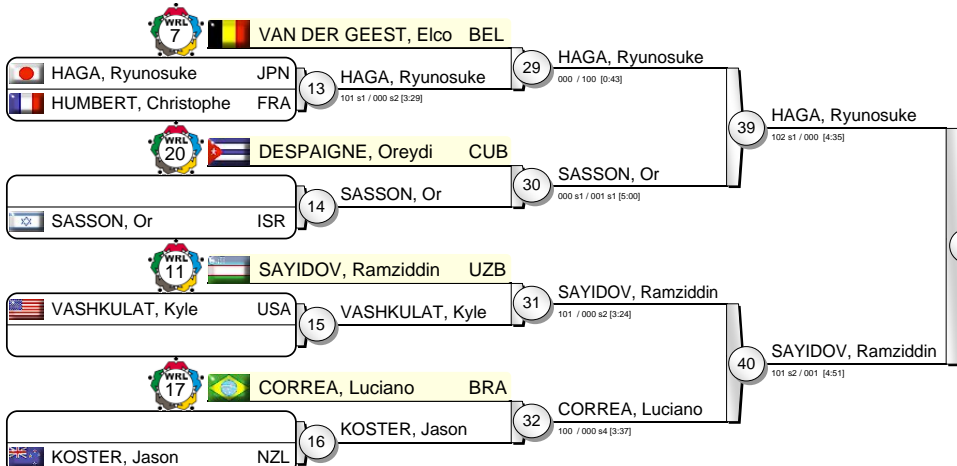 WRL
7
VAN DER GEEST, Elco BEL
HAGA, Ryunosuke JPN
HUMBERT, Christophe FRA
13
HAGA, Ryunosuke
101 s1 / 000 s2 [3:29]
29
HAGA, Ryunosuke
000 / 100 [0:43]
WRL
20
DESPAIGNE, Oreydi CUB
SASSON, Or ISR
14
SASSON, Or
30
SASSON, Or
000 s1 / 001 s1 [5:00]
39
HAGA, Ryunosuke
102 s1 / 000 [4:35]
WRL
11
SAYIDOV, Ramziddin UZB
VASHKULAT, Kyle USA
15
VASHKULAT, Kyle
31
SAYIDOV, Ramziddin
101 / 000 s2 [3:24]
WRL
17
CORREA, Luciano BRA
KOSTER, Jason NZL
16
KOSTER, Jason
32
CORREA, Luciano
100 / 000 s4 [3:37]
40
SAYIDOV, Ramziddin
101 s2 / 001 [4:51]